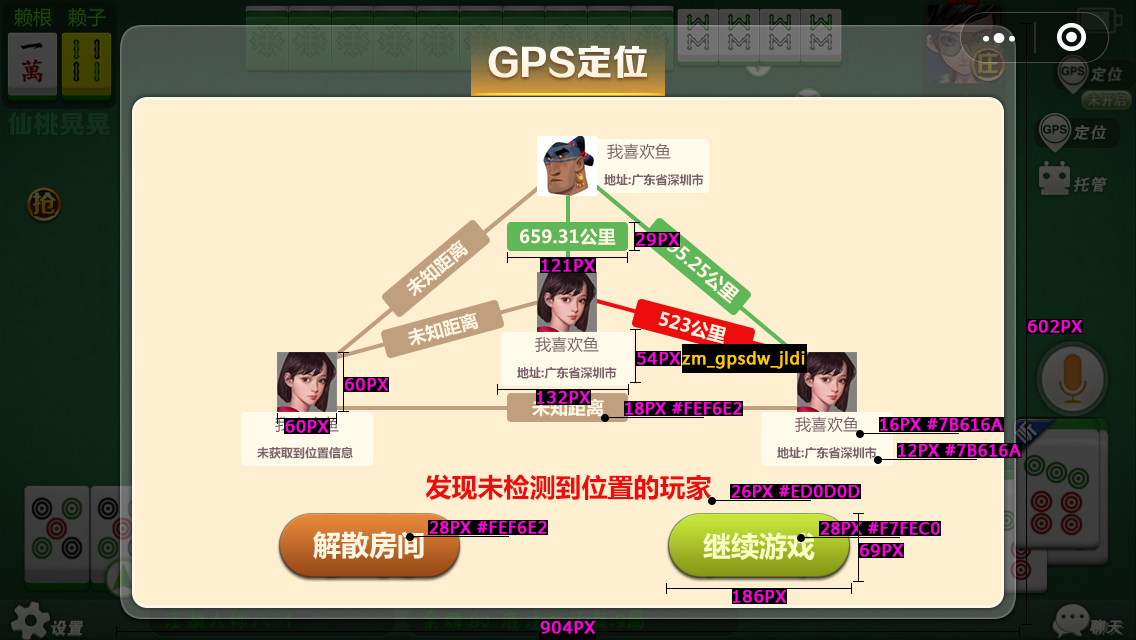 赖根 赖子
一
萬
仙桃晃晃
抢
GPS定位
庄
GPS 定位
未开启
GPS 定位
托管
我喜欢鱼
地址:广东省深圳市
659.31公里
29PX
121PX
95.25公里
未知距离
未知距离
523公里
602PX
我喜欢鱼
地址:广东省深圳市
54PX
zm_gpsdw_jldi
60PX
60PX
132PX
未知距离
18PX #FEF6E2
未获取到位置信息
我喜欢鱼
16PX #7B616A
地址:广东省深圳市
12PX #7B616A
发现未检测到位置的玩家
26PX #ED0D0D
解散房间
28PX #FEF6E2
继续游戏
28PX #F7FEC0
69PX
186PX
904PX
设置
聊天